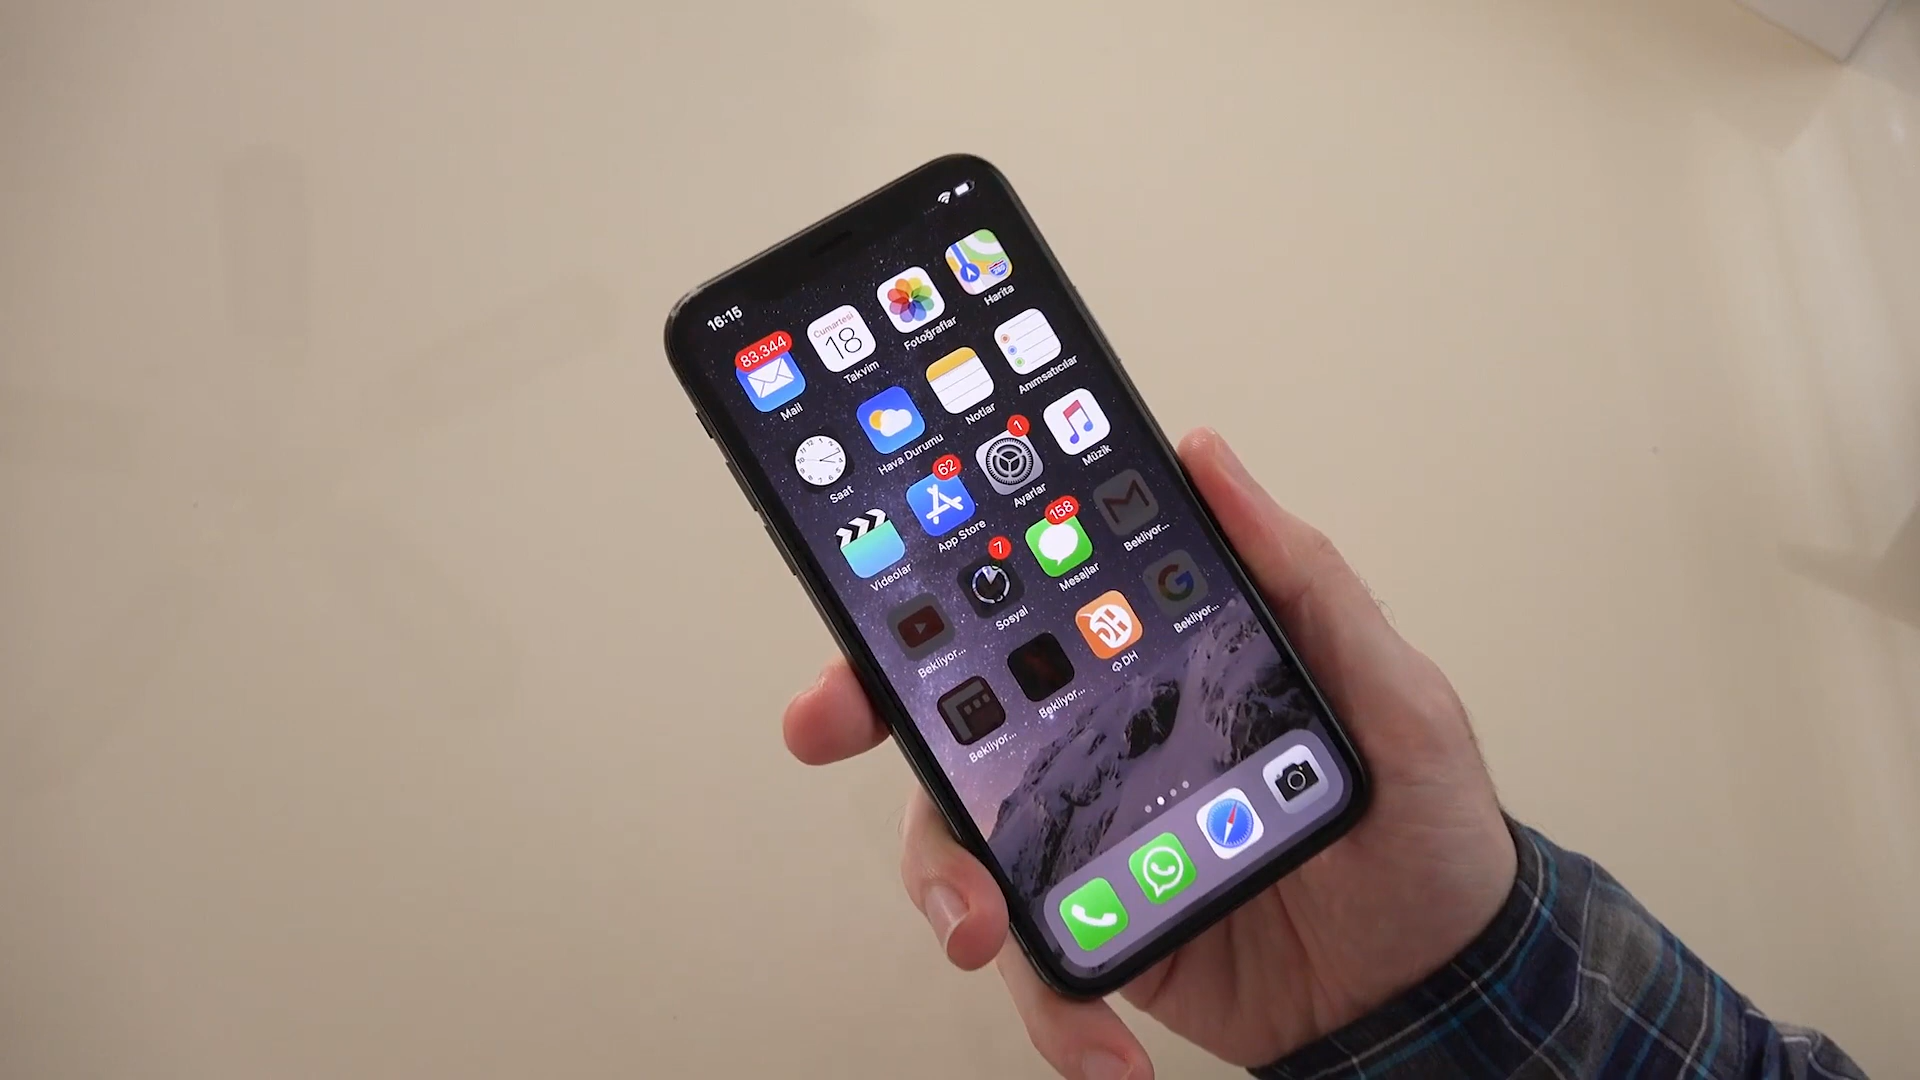 16:15
83.344
Mail
Cumartesi
18
Takvim
Fotoğraflar
Harita
Saat
Hava Durumu
Notlar
Anımsatıcılar
Videolar
62
App Store
1
Ayarlar
Müzik
Bekliyor...
7
Sosyal
158
Mesajlar
Bekliyor...
Bekliyor...
Bekliyor...
DH
DH
Bekliyor...